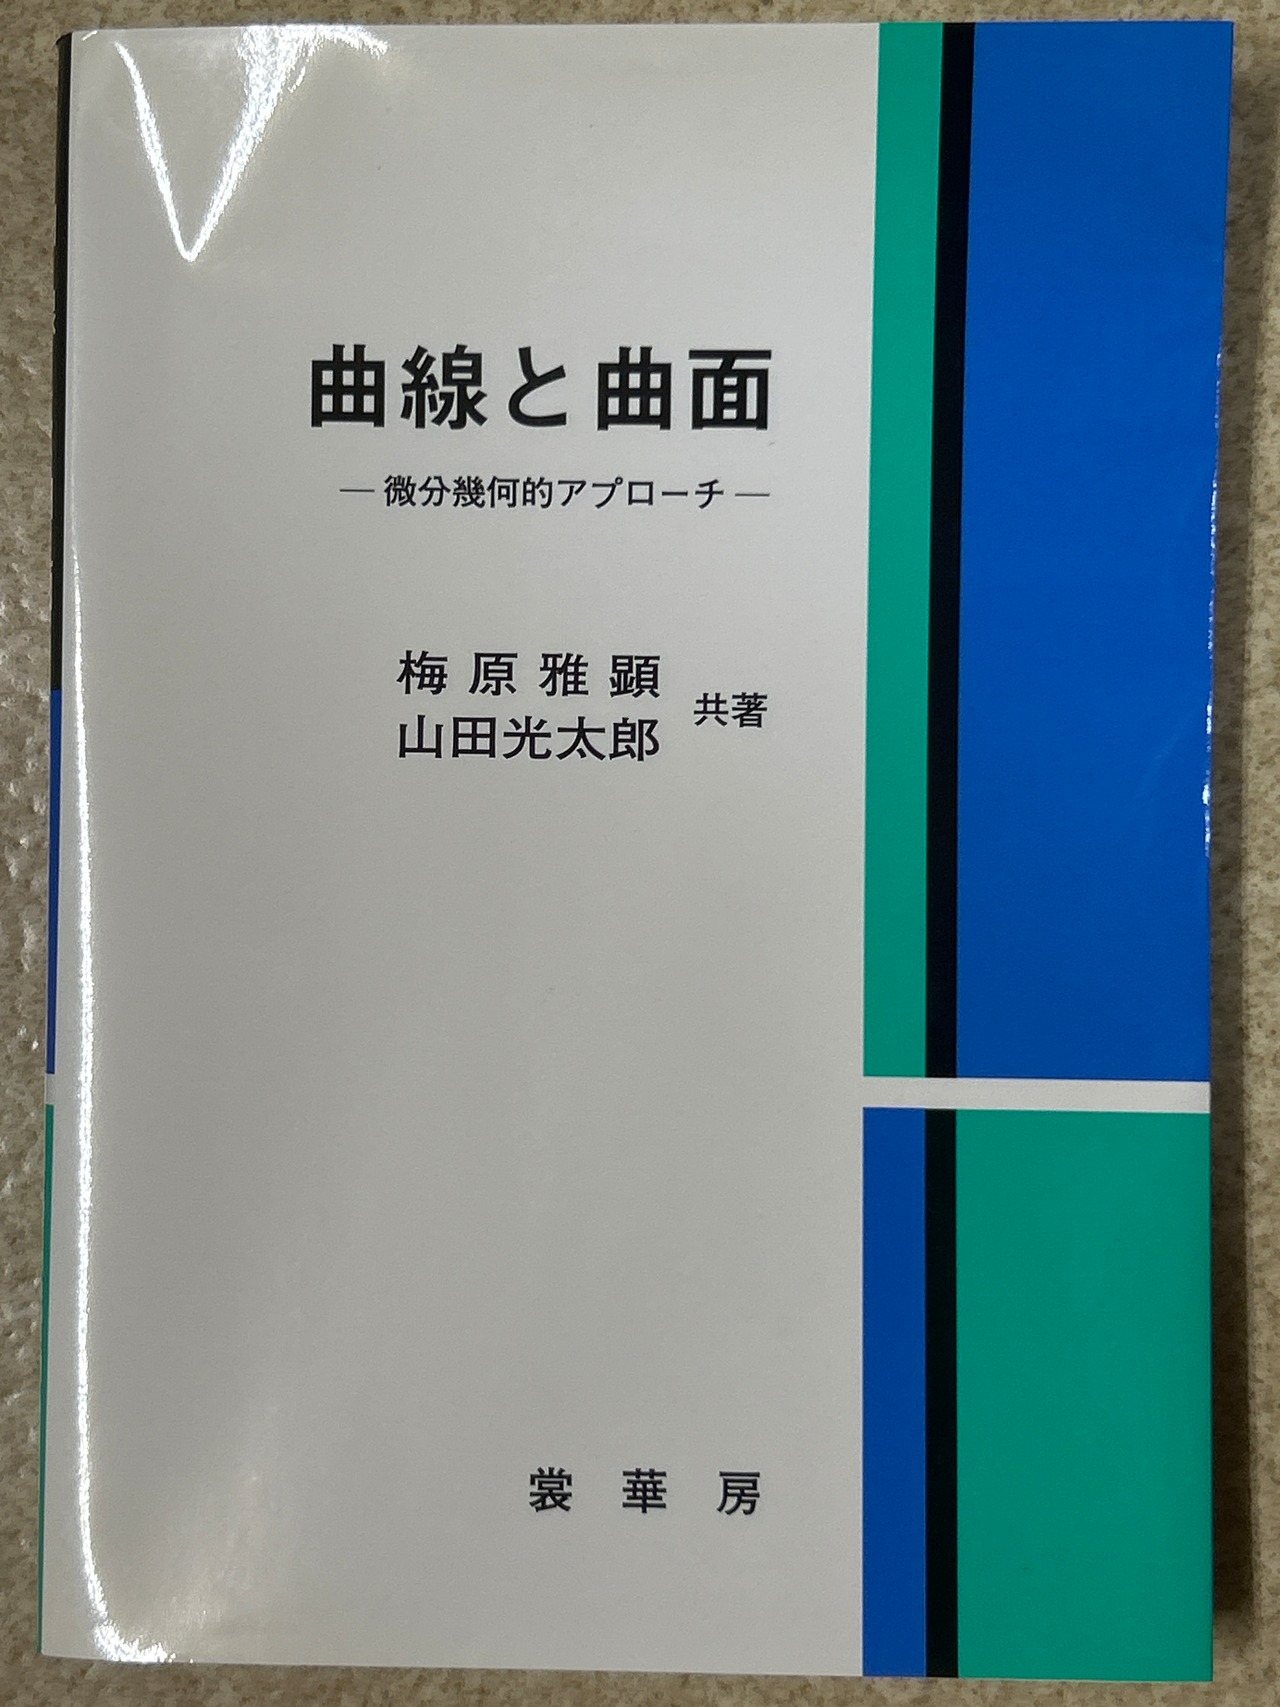 曲線と曲面
― 微分幾何的アプローチ ―
梅原雅顕
山田光太郎
共著
裳華房